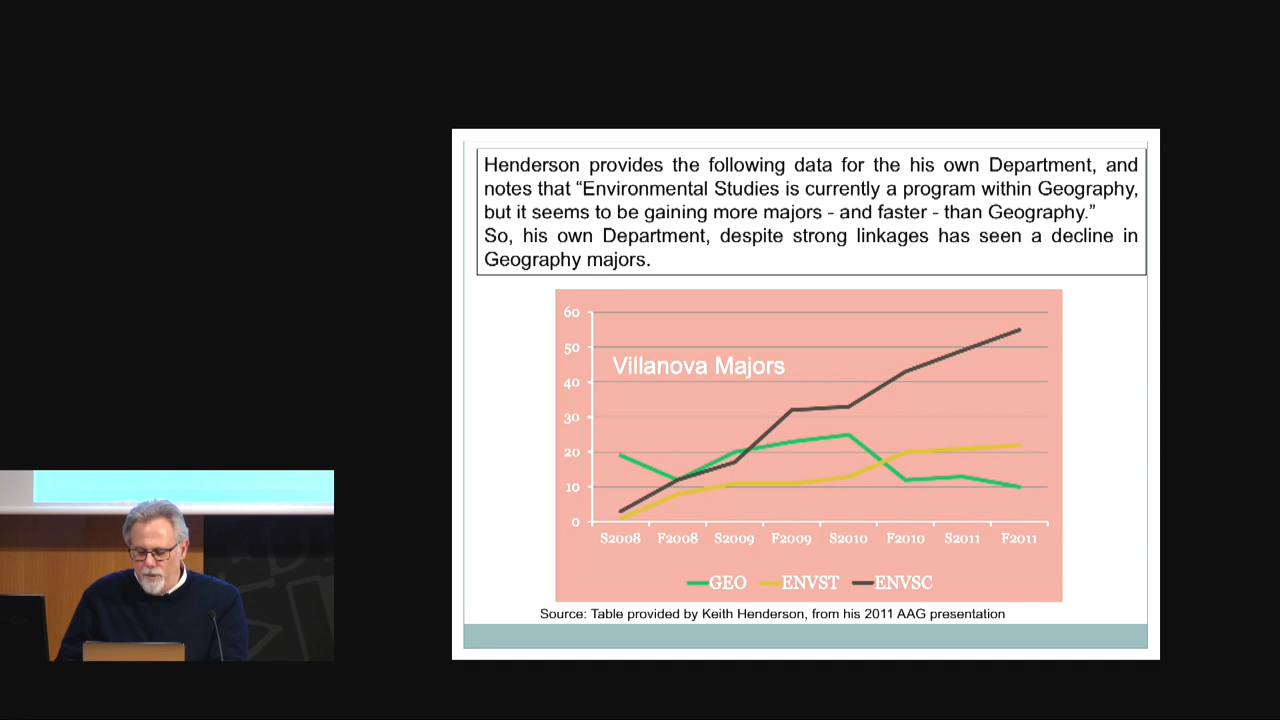 Henderson provides the following data for the his own Department, and
notes that “Environmental Studies is currently a program within Geography,
but it seems to be gaining more majors - and faster - than Geography.”
So, his own Department, despite strong linkages has seen a decline in
Geography majors.
Villanova Majors
60
50
40
30
20
10
0
S2008 F2008 S2009 F2009 S2010 F2010 S2011 F2011
GEO ENVST ENVSC
Source: Table provided by Keith Henderson, from his 2011 AAG presentation